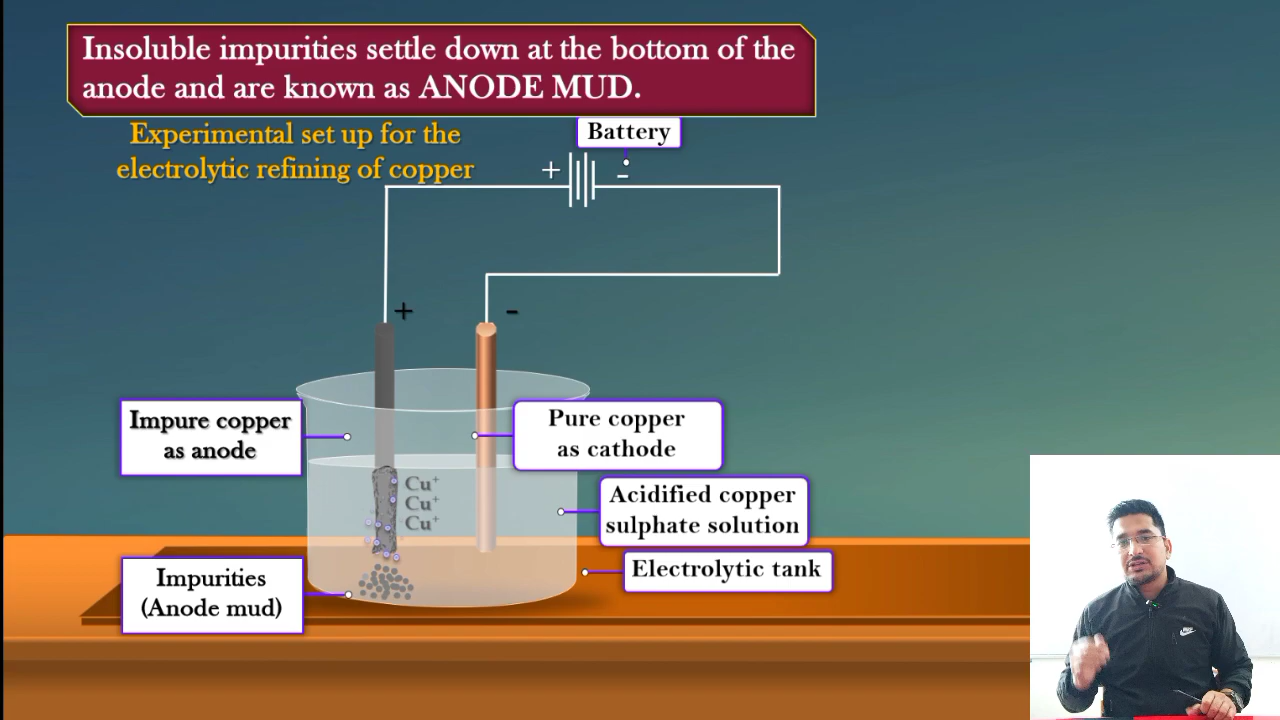 Insoluble impurities settle down at the bottom of the
anode and are known as ANODE MUD.
Experimental set up for the
electrolytic refining of copper
Battery
+ -
+ -
Impure copper
as anode
Pure copper
as cathode
Cu⁺
Cu⁺
Cu⁺
Acidified copper
sulphate solution
Electrolytic tank
Impurities
(Anode mud)